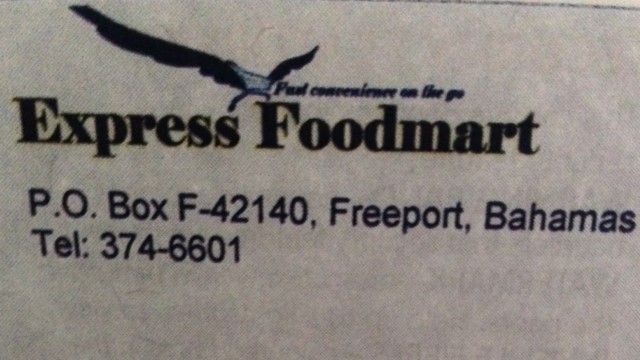 Fast convenience on the go
Express Foodmart
P.O. Box F-42140, Freeport, Bahamas
Tel: 374-6601